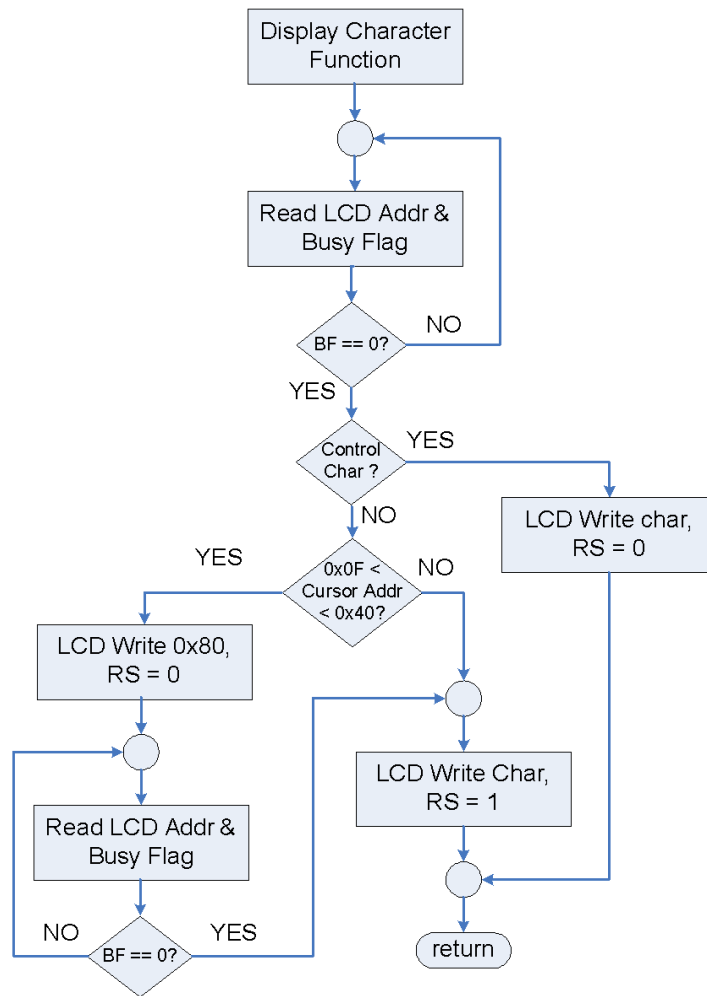 Display Character
Function
Read LCD Addr &
Busy Flag
NO
BF == 0?
YES
YES
Control
Char ?
NO
LCD Write char,
RS = 0
YES
0x0F <
Cursor Addr
< 0x40?
NO
LCD Write 0x80,
RS = 0
LCD Write Char,
RS = 1
Read LCD Addr &
Busy Flag
NO
BF == 0?
YES
return